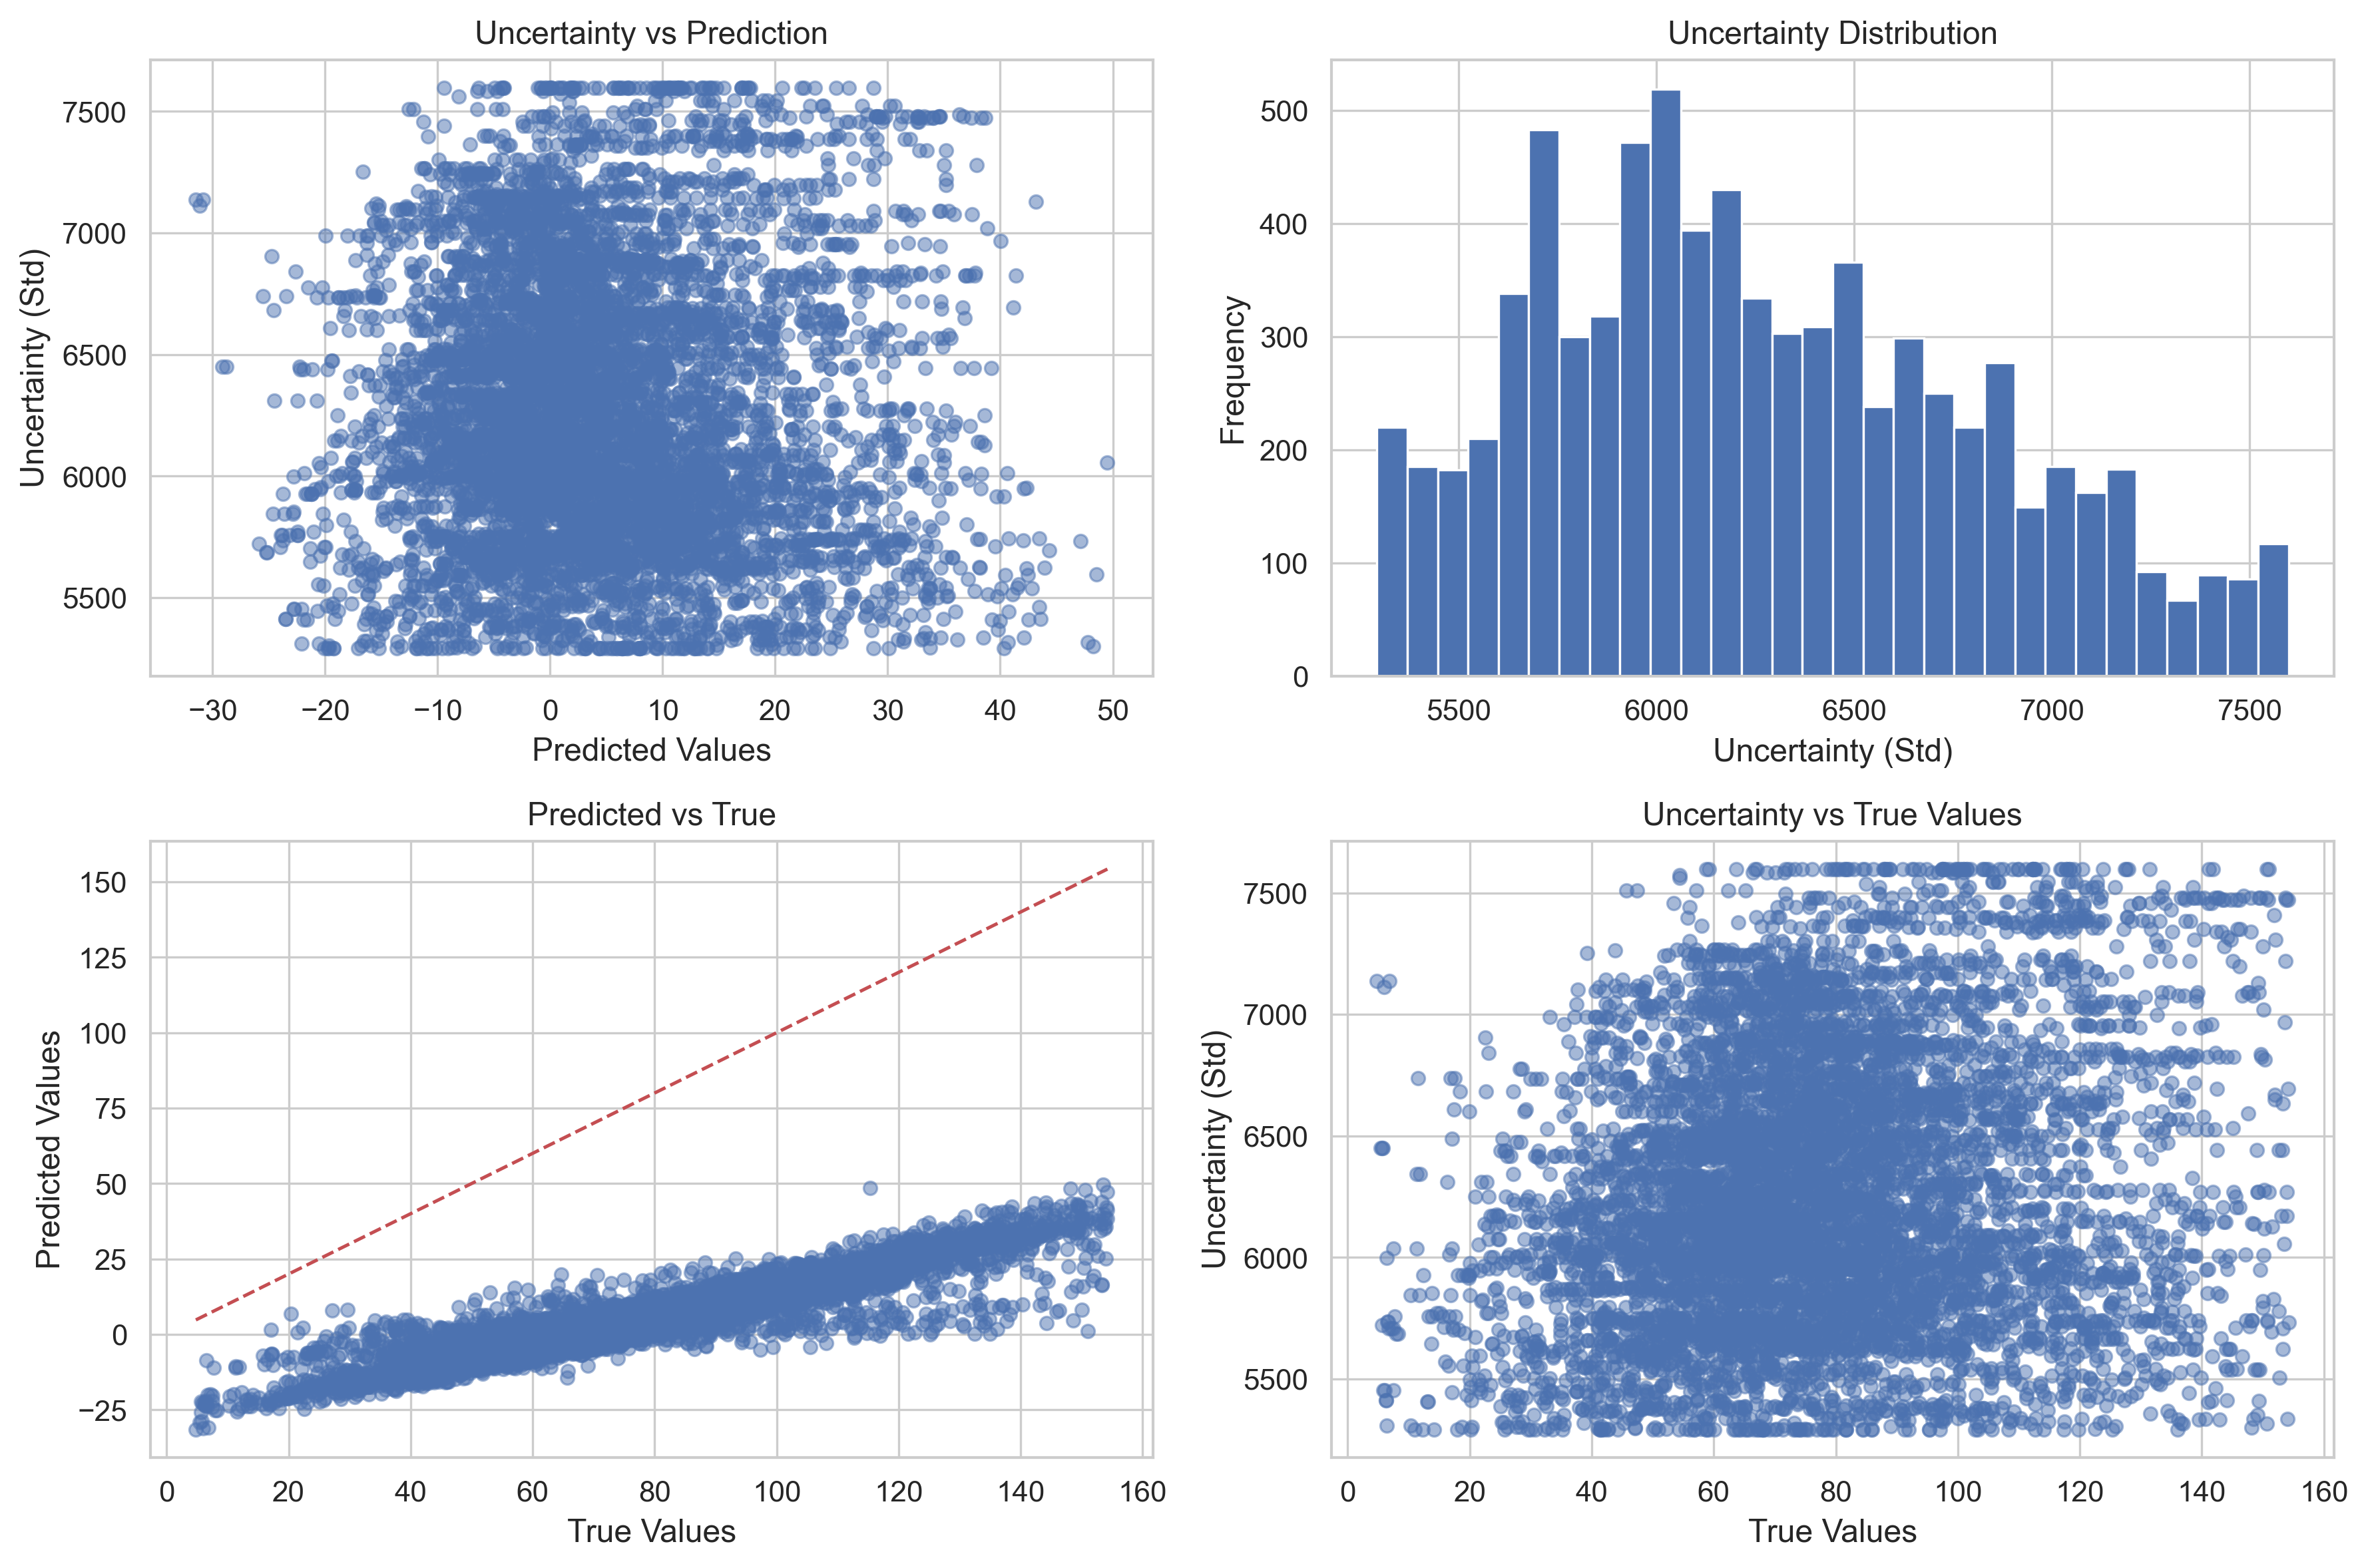 Uncertainty vs Prediction
Uncertainty (Std)
7500
7000
6500
6000
5500
−30 −20 −10 0 10 20 30 40 50
Predicted Values
Uncertainty Distribution
Frequency
500
400
300
200
100
0
5500 6000 6500 7000 7500
Uncertainty (Std)
Predicted vs True
Predicted Values
150
125
100
75
50
25
0
−25
0 20 40 60 80 100 120 140 160
True Values
Uncertainty vs True Values
Uncertainty (Std)
7500
7000
6500
6000
5500
0 20 40 60 80 100 120 140 160
True Values